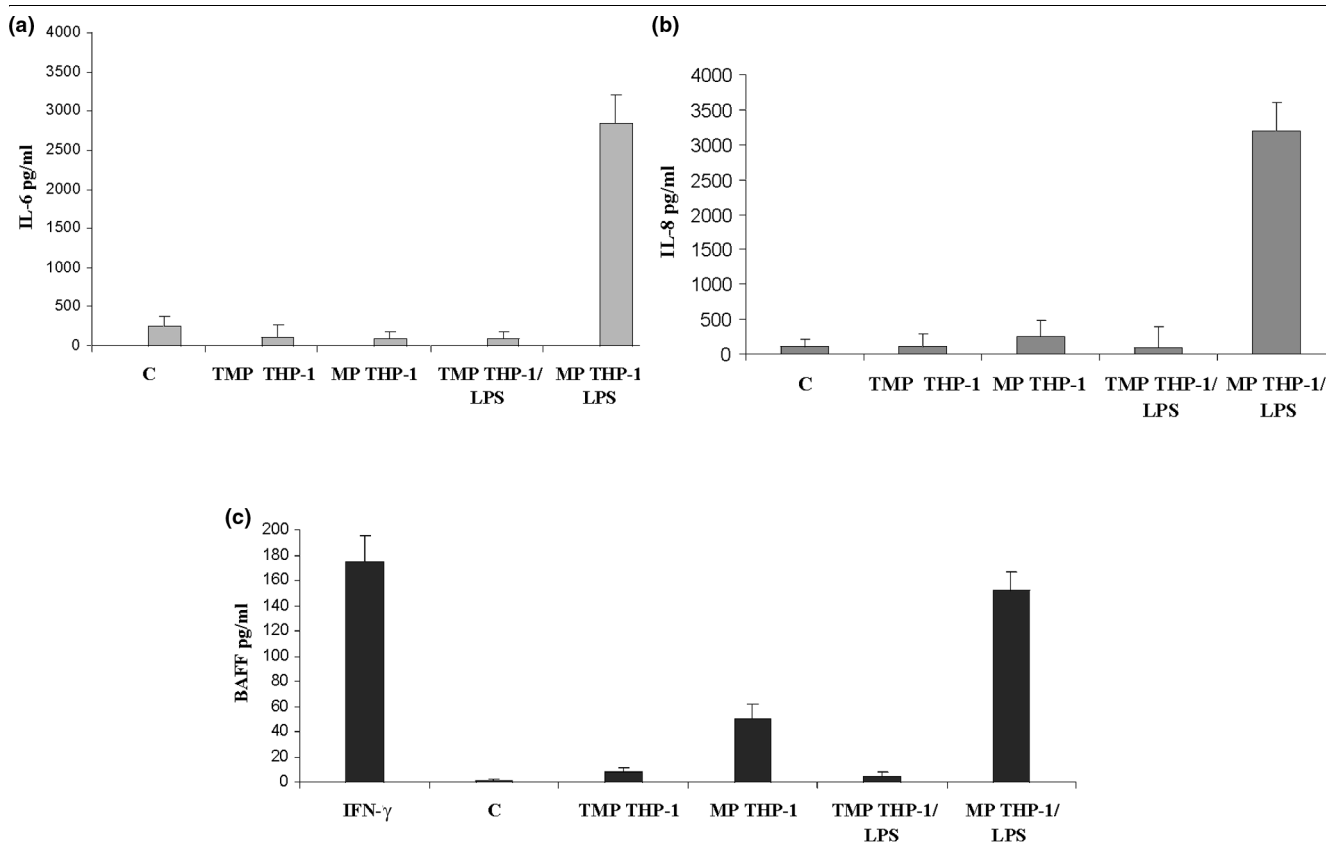 (a)
4000
3500
3000
2500
2000
1500
1000
500
0
IL-6 pg/ml
C TMP THP-1 MP THP-1 TMP THP-1/ MP THP-1
LPS LPS
(b)
4000
3500
3000
2500
2000
1500
1000
500
0
IL-8 pg/ml
C TMP THP-1 MP THP-1 TMP THP-1/ MP THP-1/
LPS LPS
(c)
200
180
160
140
120
100
80
60
40
20
0
BAFF pg/ml
IFN-γ C TMP THP-1 MP THP-1 TMP THP-1/ MP THP-1/
LPS LPS